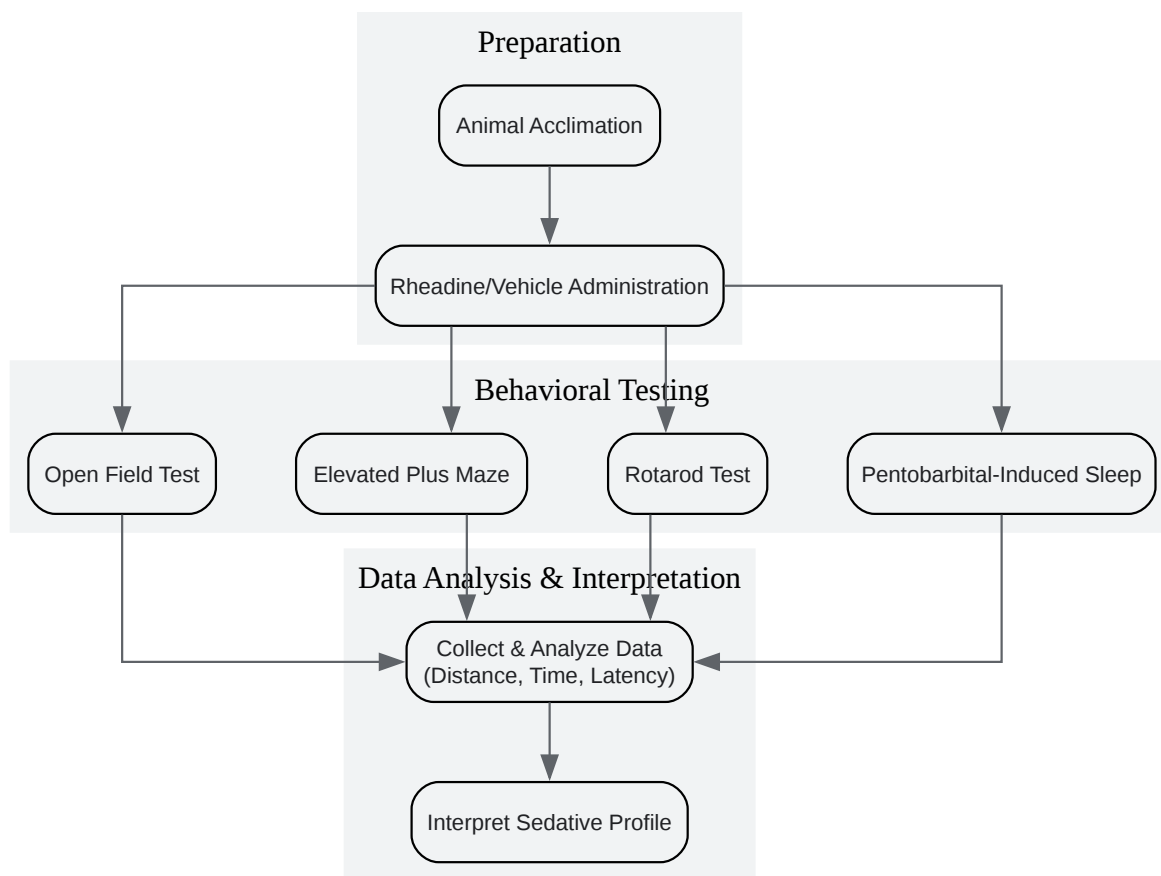 Preparation
Animal Acclimation
Rheadine/Vehicle Administration
Behavioral Testing
Open Field Test
Elevated Plus Maze
Rotarod Test
Pentobarbital-Induced Sleep
Data Analysis & Interpretation
Collect & Analyze Data
(Distance, Time, Latency)
Interpret Sedative Profile